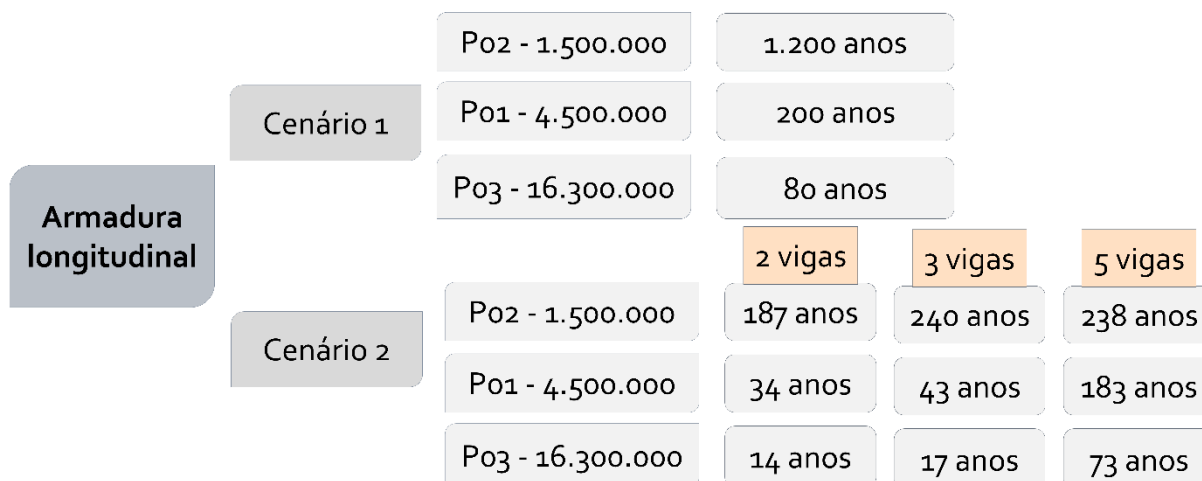 Armadura
longitudinal
Cenário 1
P02 - 1.500.000
1.200 anos
P01 - 4.500.000
200 anos
P03 - 16.300.000
80 anos
Cenário 2
2 vigas
3 vigas
5 vigas
P02 - 1.500.000
187 anos
240 anos
238 anos
P01 - 4.500.000
34 anos
43 anos
183 anos
P03 - 16.300.000
14 anos
17 anos
73 anos